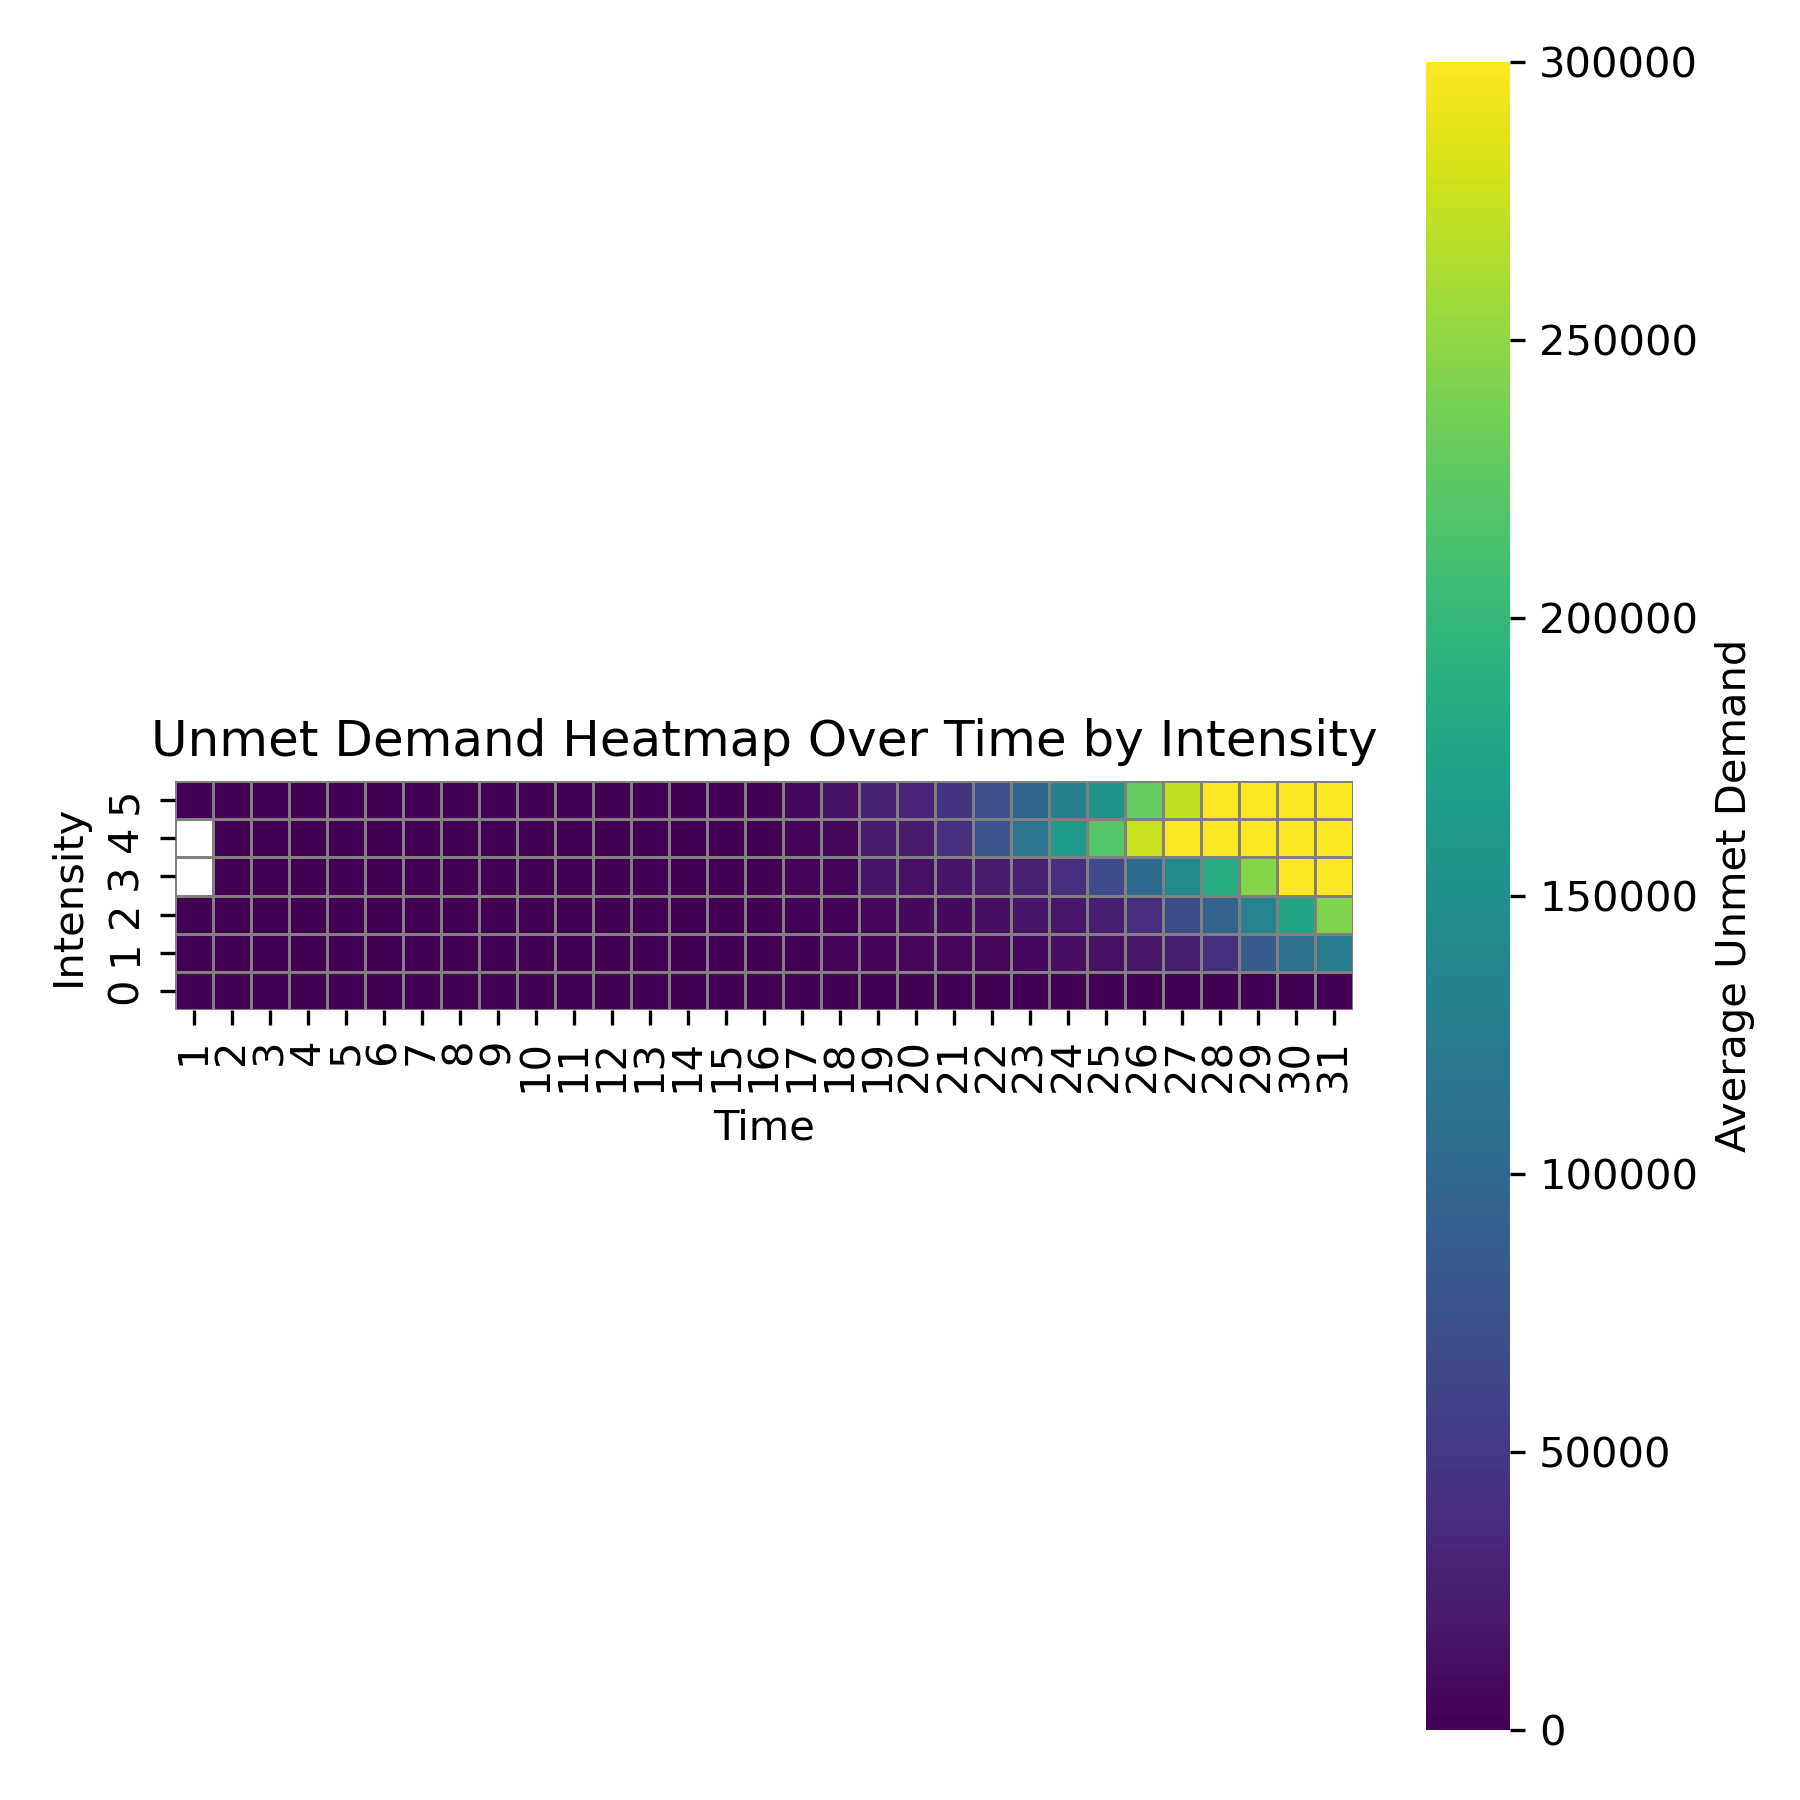 Unmet Demand Heatmap Over Time by Intensity
Intensity
5
4
3
2
1
0
1 2 3 4 5 6 7 8 9 10 11 12 13 14 15 16 17 18 19 20 21 22 23 24 25 26 27 28 29 30 31
Time
300000
250000
200000
150000
100000
50000
0
Average Unmet Demand